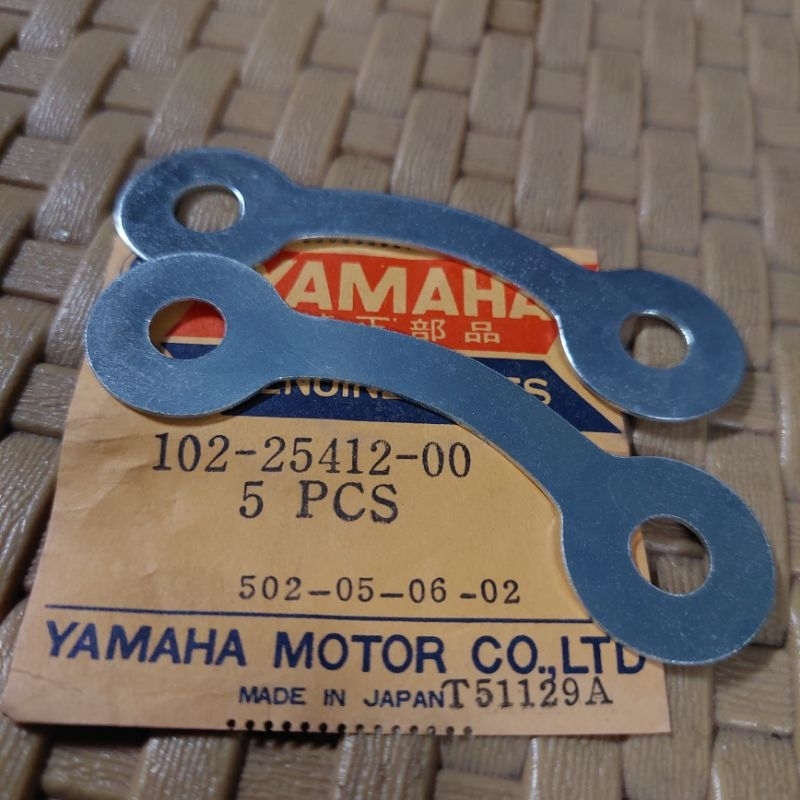 YAMAHA
部品
102-25412-00
5 PCS
502-05-06-02
YAMAHA MOTOR CO.,LTD
MADE IN JAPAN T51129A